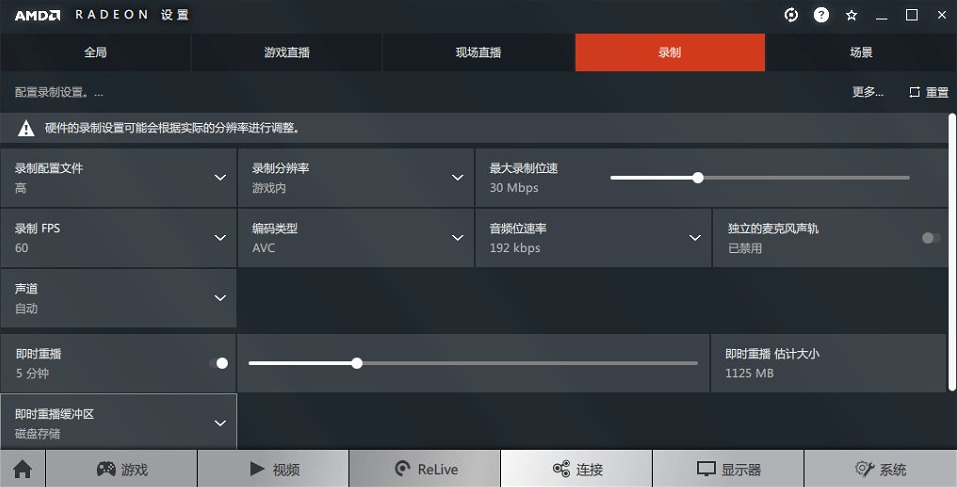 AMD RADEON 设置
全局 游戏直播 现场直播 录制 场景
配置录制设置。... 更多... 重置
硬件的录制设置可能会根据实际的分辨率进行调整。
录制配置文件 录制分辨率 最大录制位速
高 游戏内 30 Mbps
录制 FPS 编码类型 音频位速率 独立的麦克风声轨
60 AVC 192 kbps 已禁用
声道
自动
即时重播 即时重播 估计大小
5 分钟 1125 MB
即时重播缓冲区
磁盘存储
游戏 视频 ReLive 连接 显示器 系统